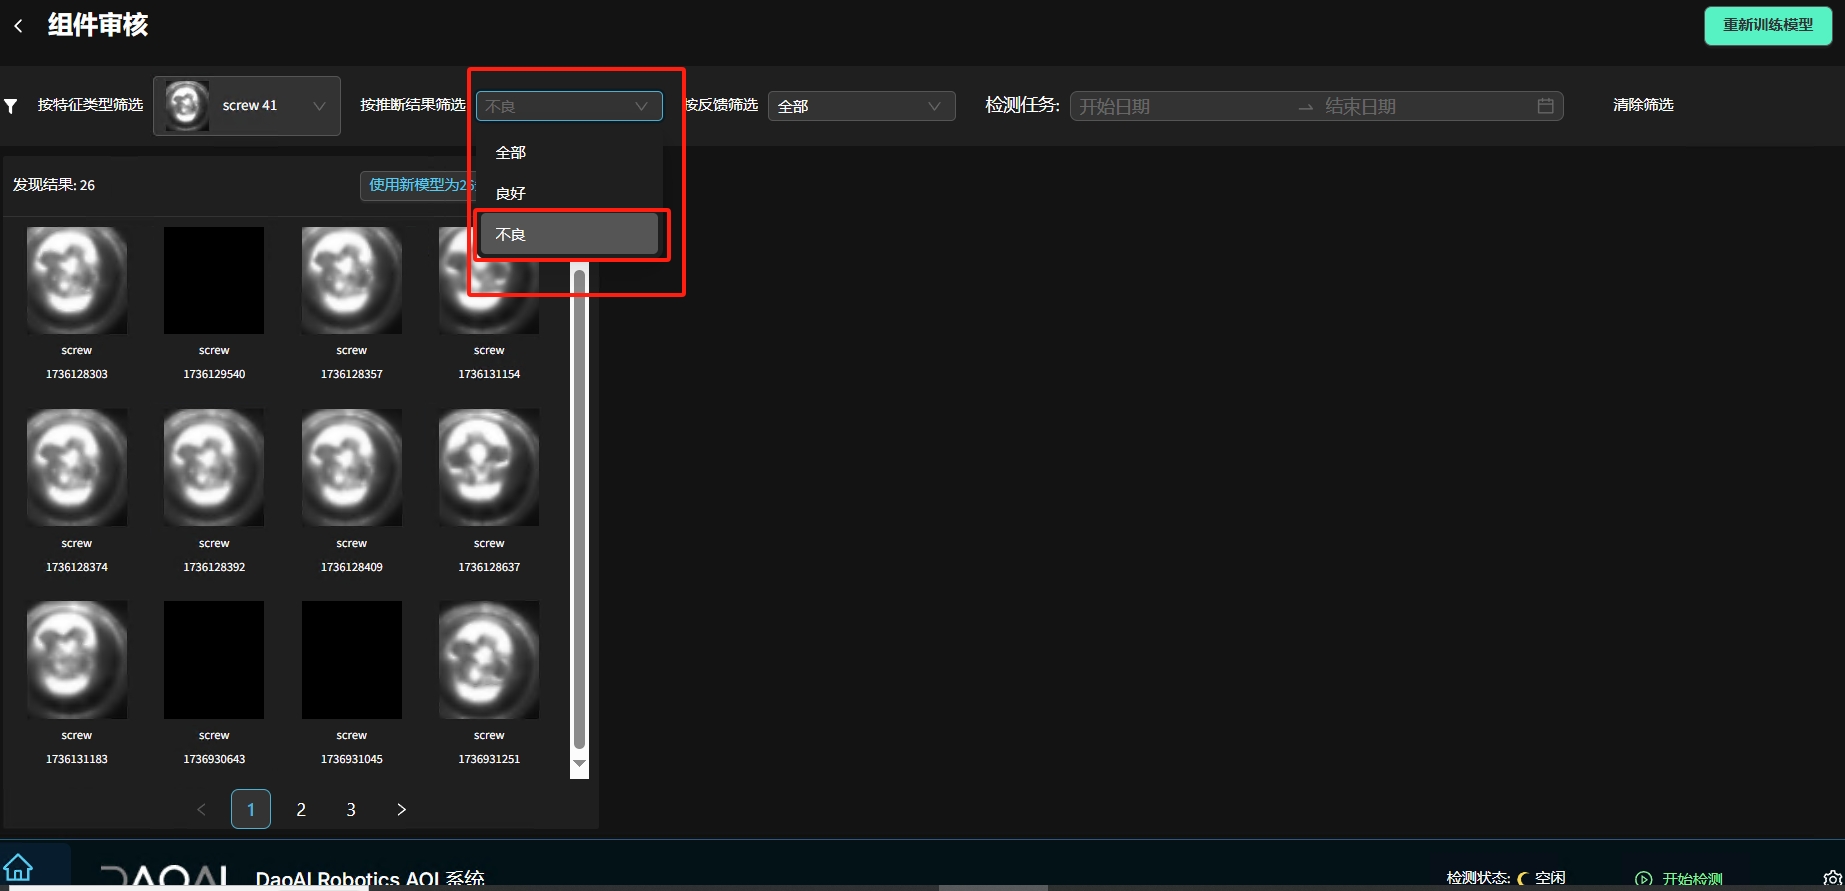 组件审核
重新训练模型
按特征类型筛选
screw 41
按推断结果筛选
不良
按反馈筛选
全部
检测任务:
开始日期
结束日期
清除筛选
全部
良好
不良
发现结果: 26
使用新模型为26
screw
1736128303
screw
1736129540
screw
1736128357
screw
1736131154
screw
1736128374
screw
1736128392
screw
1736128409
screw
1736128637
screw
1736131183
screw
1736930643
screw
1736931045
screw
1736931251
1
2
3
DAOAI
DaoAI Robotics AOI 系统
检测状态:
空闲
开始检测